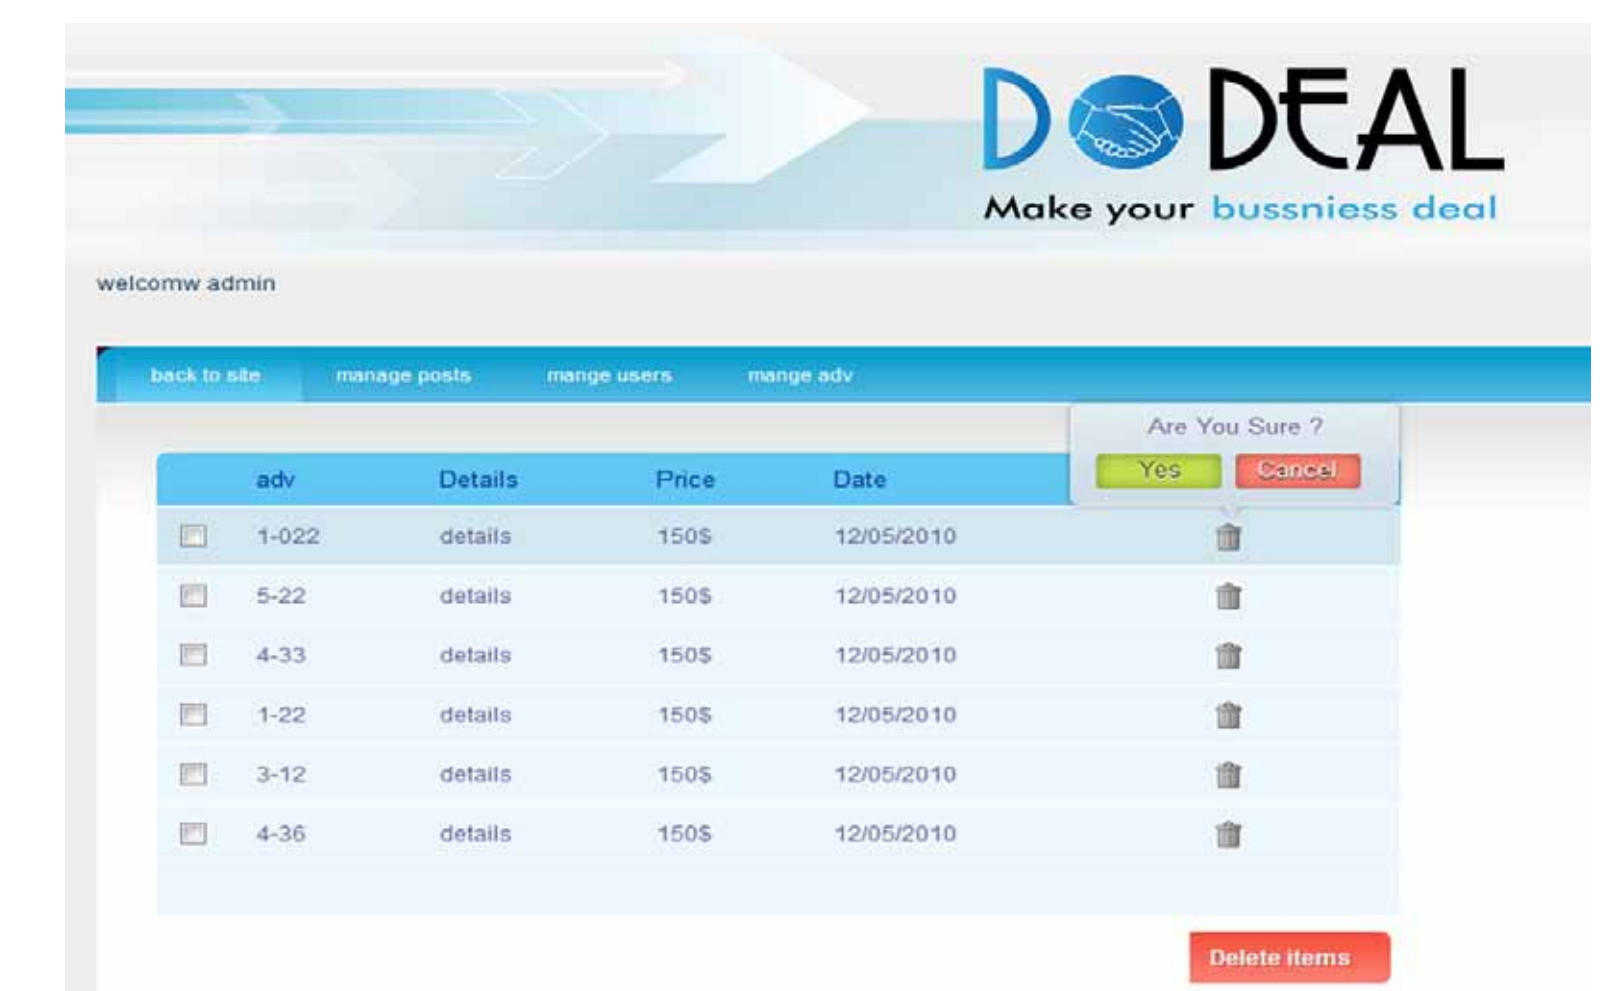 DO DEAL
Make your bussniess deal
welcomw admin
back to site manage posts mange users mange adv
Are You Sure ?
Yes Cancel
adv Details Price Date
1-022 details 150$ 12/05/2010
5-22 details 150$ 12/05/2010
4-33 details 150$ 12/05/2010
1-22 details 150$ 12/05/2010
3-12 details 150$ 12/05/2010
4-36 details 150$ 12/05/2010
Delete items